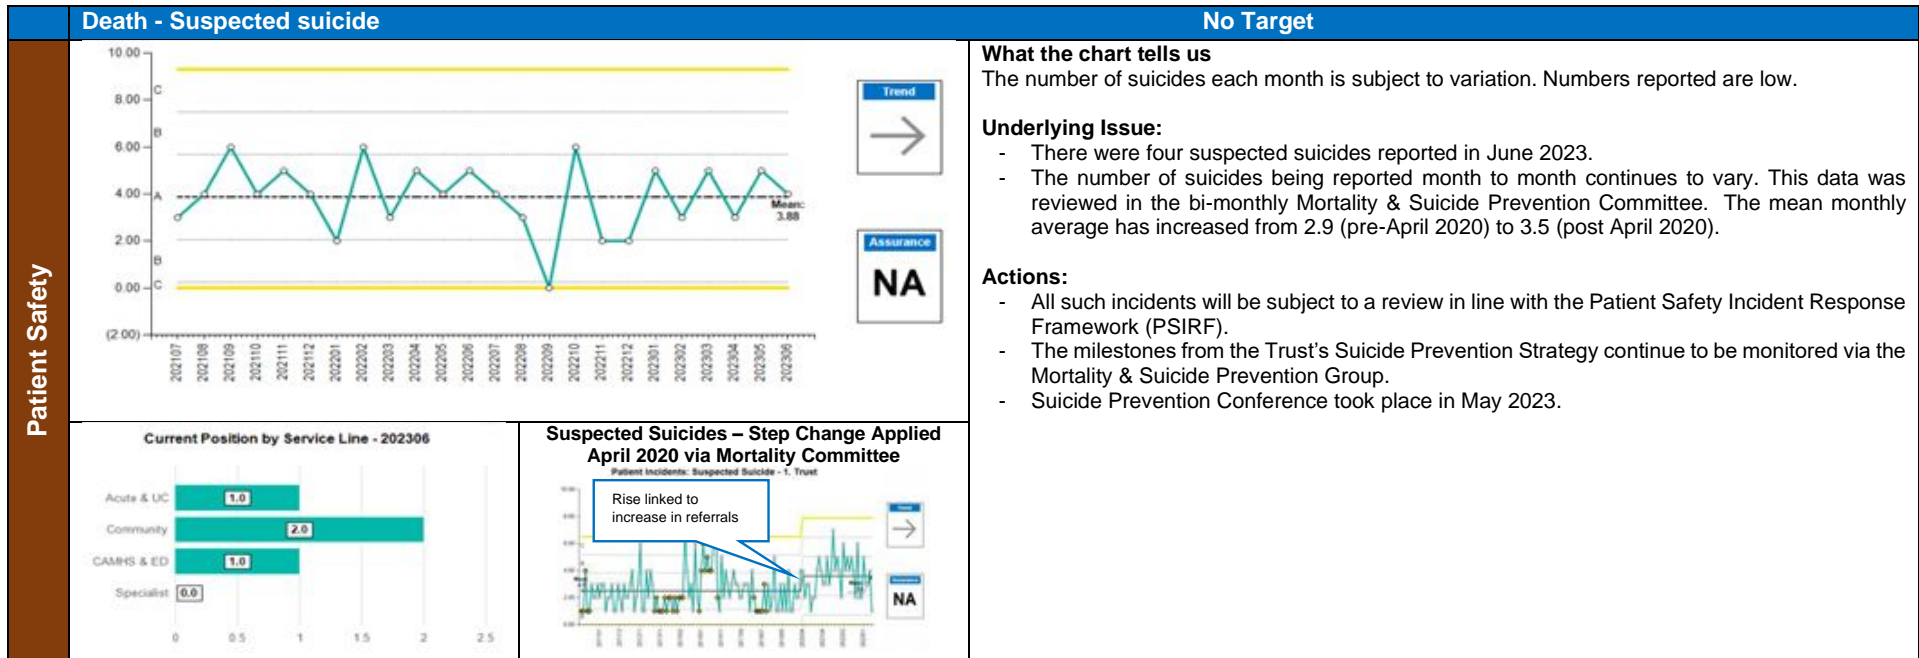 Death - Suspected suicide
No Target
Patient Safety
10.00
8.00
6.00
4.00
2.00
0.00
(2.00)
C
B
A
B
C
Mean:
3.88
202107
202108
202109
202110
202111
202112
202201
202202
202203
202204
202205
202206
202207
202208
202209
202210
202211
202212
202301
202302
202303
202304
202305
202306
Trend
Assurance
NA
What the chart tells us
The number of suicides each month is subject to variation. Numbers reported are low.
Underlying Issue:
- There were four suspected suicides reported in June 2023.
- The number of suicides being reported month to month continues to vary. This data was
reviewed in the bi-monthly Mortality & Suicide Prevention Committee. The mean monthly
average has increased from 2.9 (pre-April 2020) to 3.5 (post April 2020).
Actions:
- All such incidents will be subject to a review in line with the Patient Safety Incident Response
Framework (PSIRF).
- The milestones from the Trust's Suicide Prevention Strategy continue to be monitored via the
Mortality & Suicide Prevention Group.
- Suicide Prevention Conference took place in May 2023.
Current Position by Service Line - 202306
Acute & UC
1.0
Community
2.0
CAMHS & ED
1.0
Specialist
0.0
0
0.5
1
1.5
2
2.5
Suspected Suicides – Step Change Applied
April 2020 via Mortality Committee
Patient Incidents: Suspected Suicide - 1. Trust
Rise linked to
increase in referrals
NA